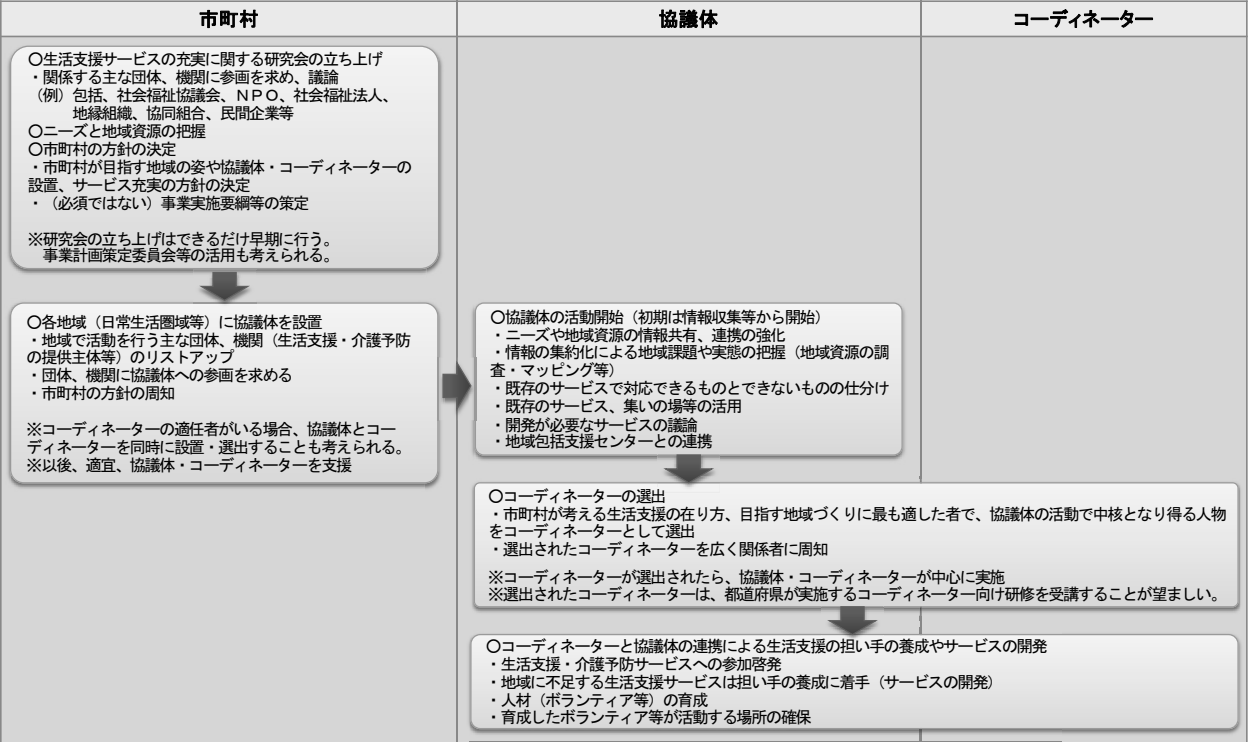 市町村
協議体
コーディネーター
〇生活支援サービスの充実に関する研究会の立ち上げ
・関係する主な団体、機関に参画を求め、議論
（例）包括、社会福祉協議会、ＮＰＯ、社会福祉法人、
地縁組織、協同組合、民間企業等
〇ニーズと地域資源の把握
〇市町村の方針の決定
・市町村が目指す地域の姿や協議体・コーディネーターの
設置、サービス充実の方針の決定
・（必須ではない）事業実施要綱等の策定
※研究会の立ち上げはできるだけ早期に行う。
事業計画策定委員会等の活用も考えられる。
〇各地域（日常生活圏域等）に協議体を設置
・地域で活動を行う主な団体、機関（生活支援・介護予防
の提供主体等）のリストアップ
・団体、機関に協議体への参画を求める
・市町村の方針の周知
※コーディネーターの適任者がいる場合、協議体とコー
ディネーターを同時に設置・選出することも考えられる。
※以後、適宜、協議体・コーディネーターを支援
〇協議体の活動開始（初期は情報収集等から開始）
・ニーズや地域資源の情報共有、連携の強化
・情報の集約化による地域課題や実態の把握（地域資源の調
査・マッピング等）
・既存のサービスで対応できるものとできないものの仕分け
・既存のサービス、集いの場等の活用
・開発が必要なサービスの議論
・地域包括支援センターとの連携
〇コーディネーターの選出
・市町村が考える生活支援の在り方、目指す地域づくりに最も適した者で、協議体の活動で中核となり得る人物
をコーディネーターとして選出
・選出されたコーディネーターを広く関係者に周知
※コーディネーターが選出されたら、協議体・コーディネーターが中心に実施
※選出されたコーディネーターは、都道府県が実施するコーディネーター向け研修を受講することが望ましい。
〇コーディネーターと協議体の連携による生活支援の担い手の養成やサービスの開発
・生活支援・介護予防サービスへの参加啓発
・地域に不足する生活支援サービスは担い手の養成に着手（サービスの開発）
・人材（ボランティア等）の育成
・育成したボランティア等が活動する場所の確保